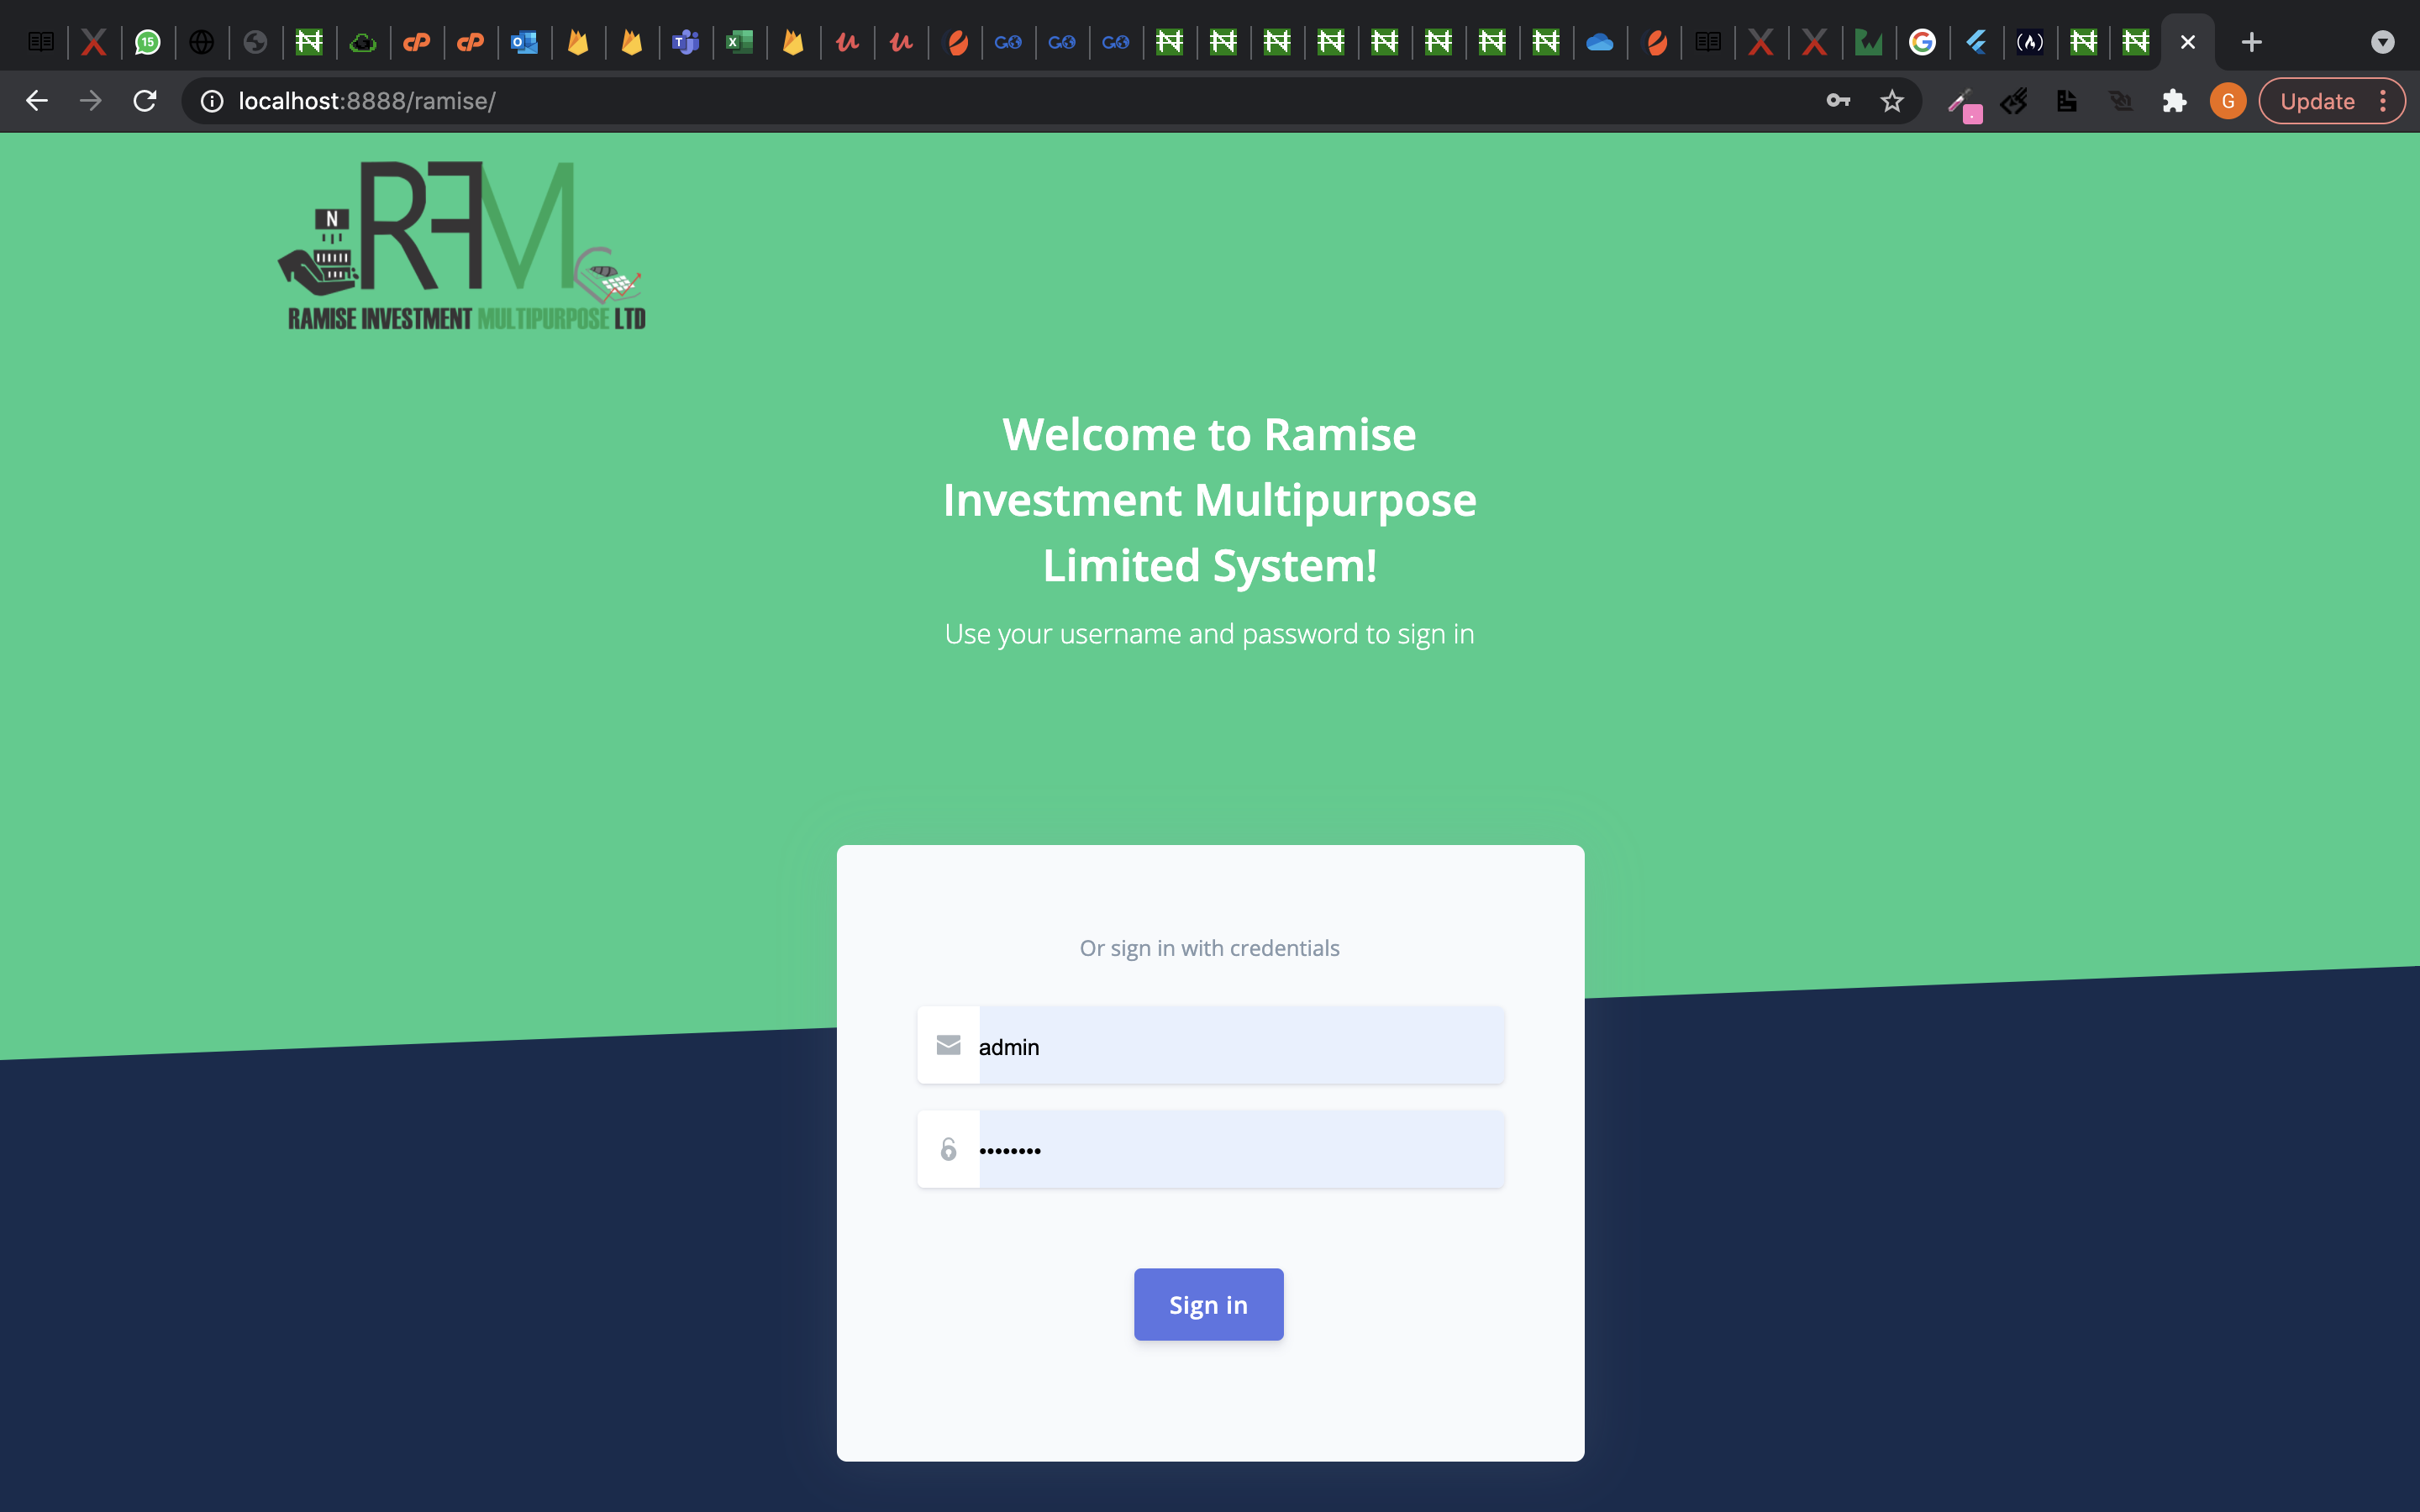 15
localhost:8888/ramise/
G
Update
N
RFM
RAMISE INVESTMENT MULTIPURPOSE LTD
Welcome to Ramise
Investment Multipurpose
Limited System!
Use your username and password to sign in
Or sign in with credentials
admin
••••••••
Sign in